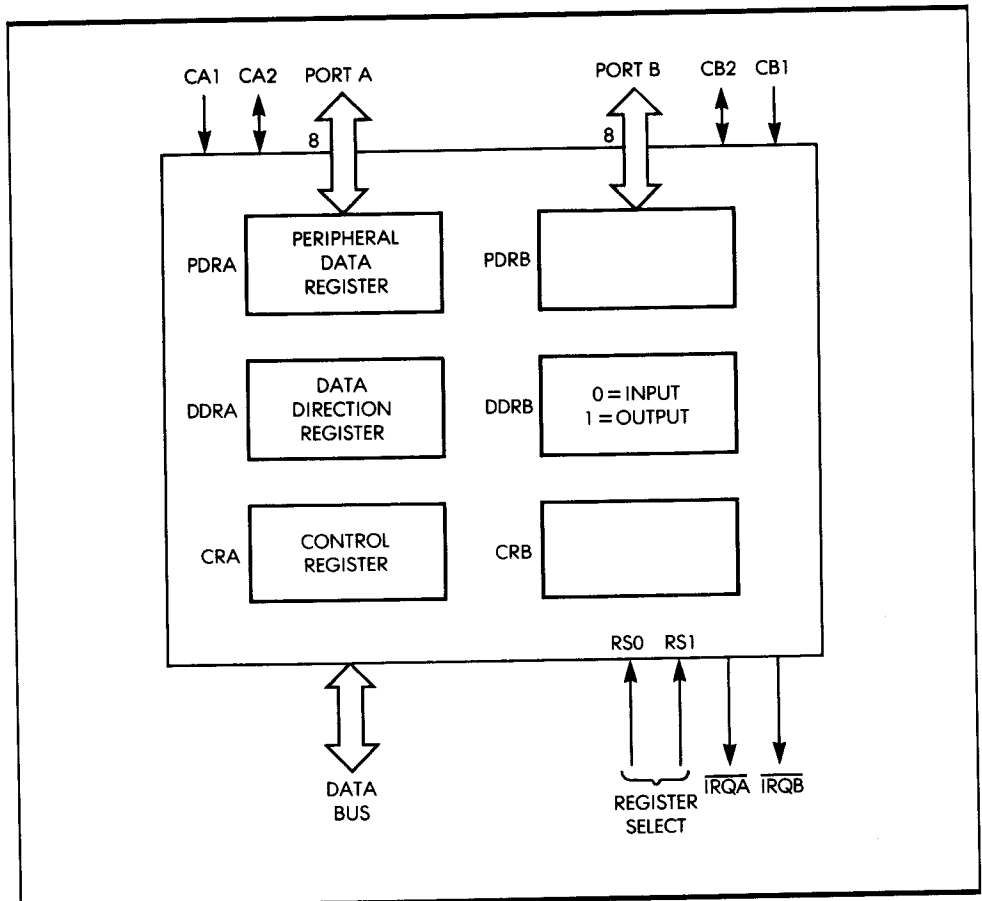 CA1 CA2 PORT A PORT B CB2 CB1
8 8
PERIPHERAL
DATA
REGISTER
PDRA PDRB
DATA
DIRECTION
REGISTER
DDRA DDRB
0 = INPUT
1 = OUTPUT
CONTROL
REGISTER
CRA CRB
RS0 RS1
DATA
BUS
REGISTER
SELECT
IRQA IRQB